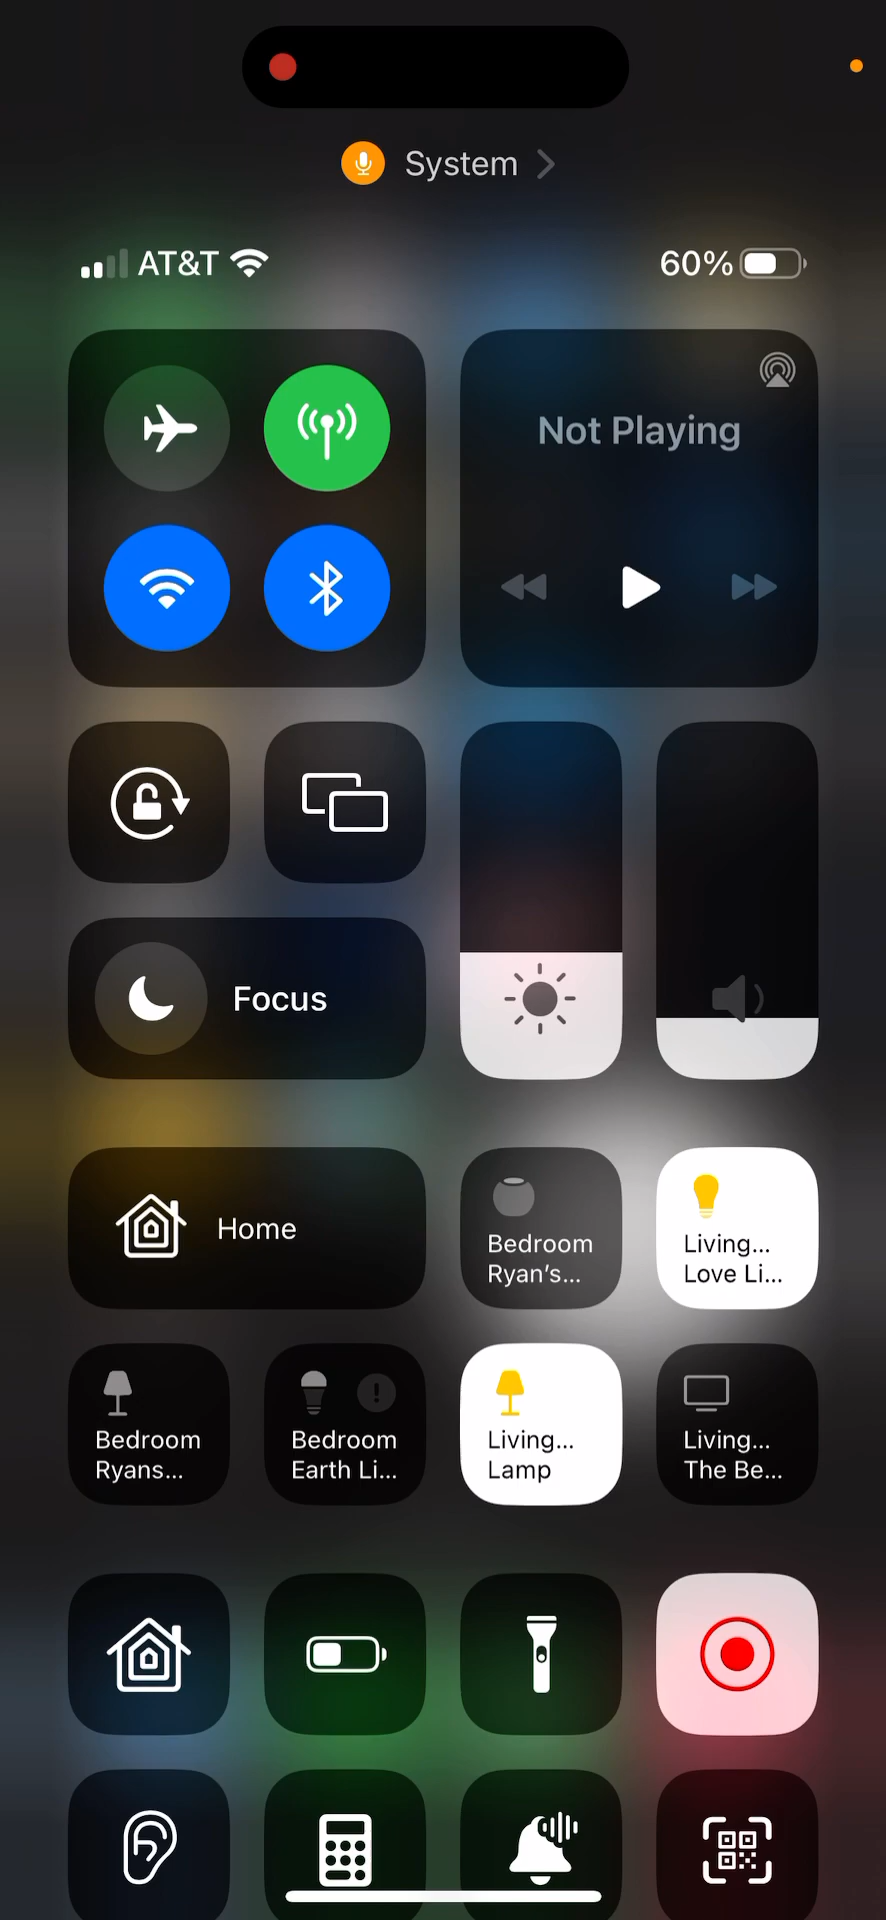 System
AT&T
60%
Not Playing
Focus
Home
Bedroom
Ryan's...
Living...
Love Li...
Bedroom
Ryans...
Bedroom
Earth Li...
Living...
Lamp
Living...
The Be...